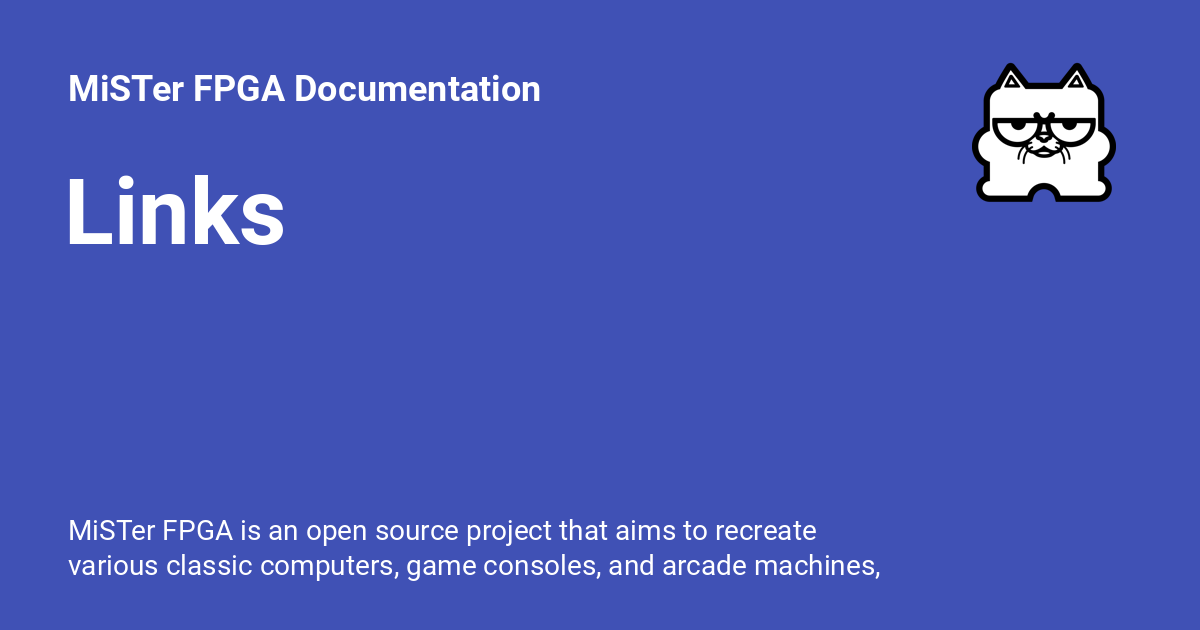 MiSTer FPGA Documentation
Links
MiSTer FPGA is an open source project that aims to recreate
various classic computers, game consoles, and arcade machines,